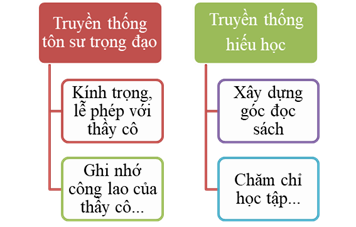 Truyền thống
tôn sư trọng đạo
Kính trọng,
lễ phép với
thầy cô
Ghi nhớ
công lao của
thầy cô...
Truyền thống
hiếu học
Xây dựng
góc đọc
sách
Chăm chỉ
học tập...